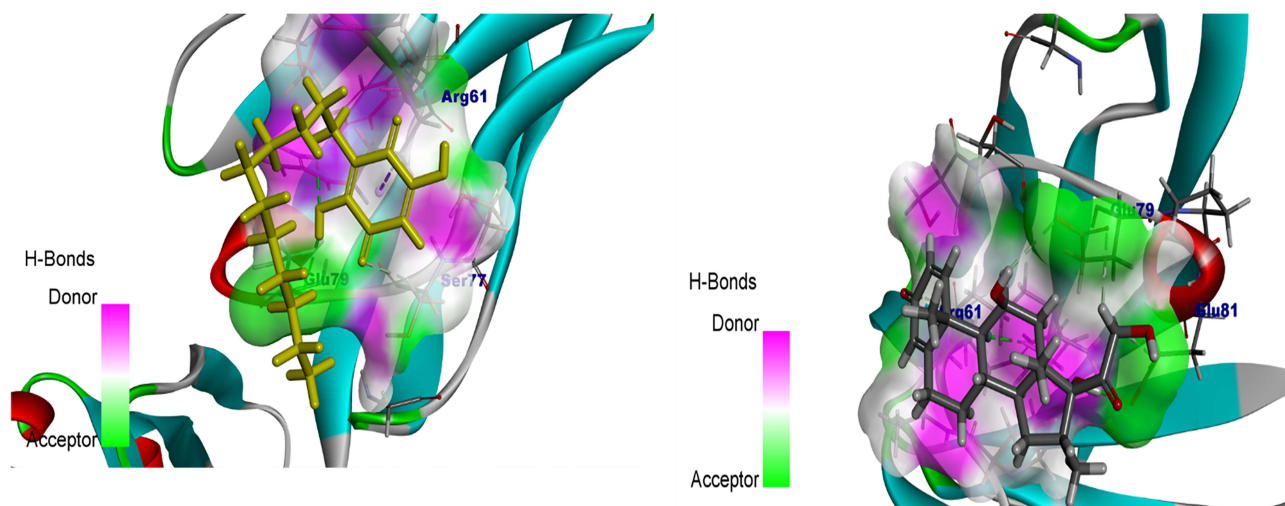 Arg61
Glu79
Ser77
H-Bonds
Donor
Acceptor
Glu79
Arg61
Glu81
H-Bonds
Donor
Acceptor